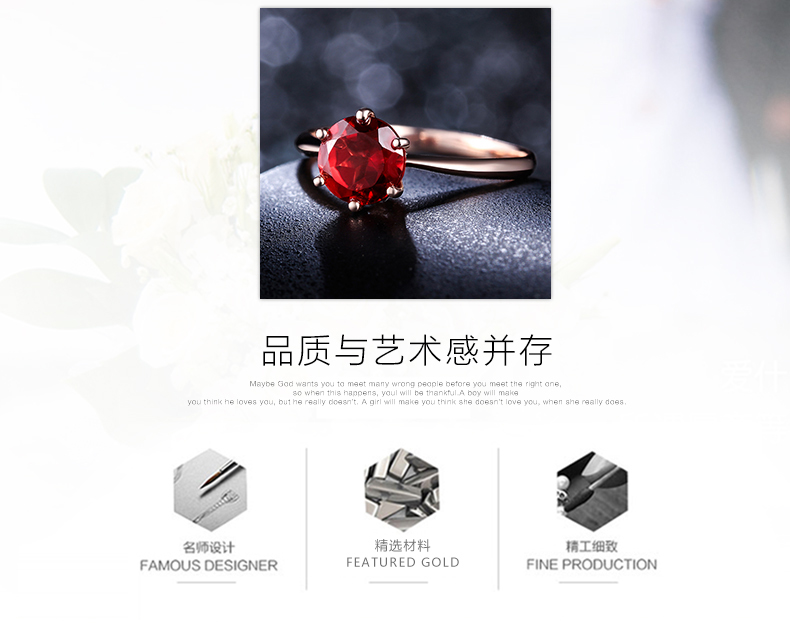 品质与艺术感并存
Maybe God wants you to meet many wrong people before you meet the right one,
so when this happens, youl will be thankful.A boy will make
you think he loves you, but he really doesn't. A girl will make you think she doesn't love you, when she really does.
名师设计
FAMOUS DESIGNER
精选材料
FEATURED GOLD
精工细致
FINE PRODUCTION